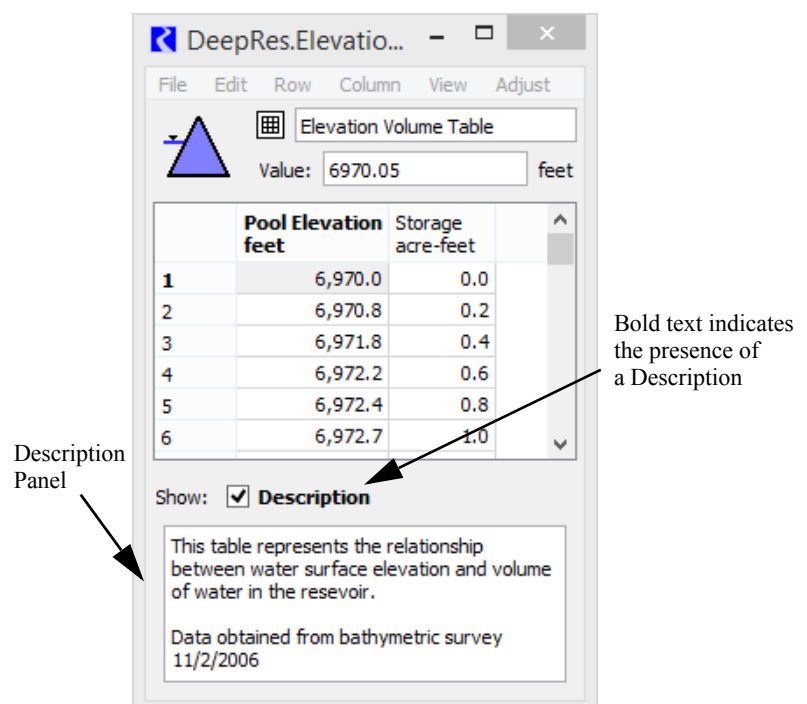 DeepRes.Elevatio...
File Edit Row Column View Adjust
Elevation Volume Table
Value: 6970.05 feet
Pool Elevation Storage
feet acre-feet
1 6,970.0 0.0
2 6,970.8 0.2
3 6,971.8 0.4
4 6,972.2 0.6
5 6,972.4 0.8
6 6,972.7 1.0
Bold text indicates
the presence of
a Description
Description
Panel
Show: Description
This table represents the relationship
between water surface elevation and volume
of water in the resevoir.
Data obtained from bathymetric survey
11/2/2006